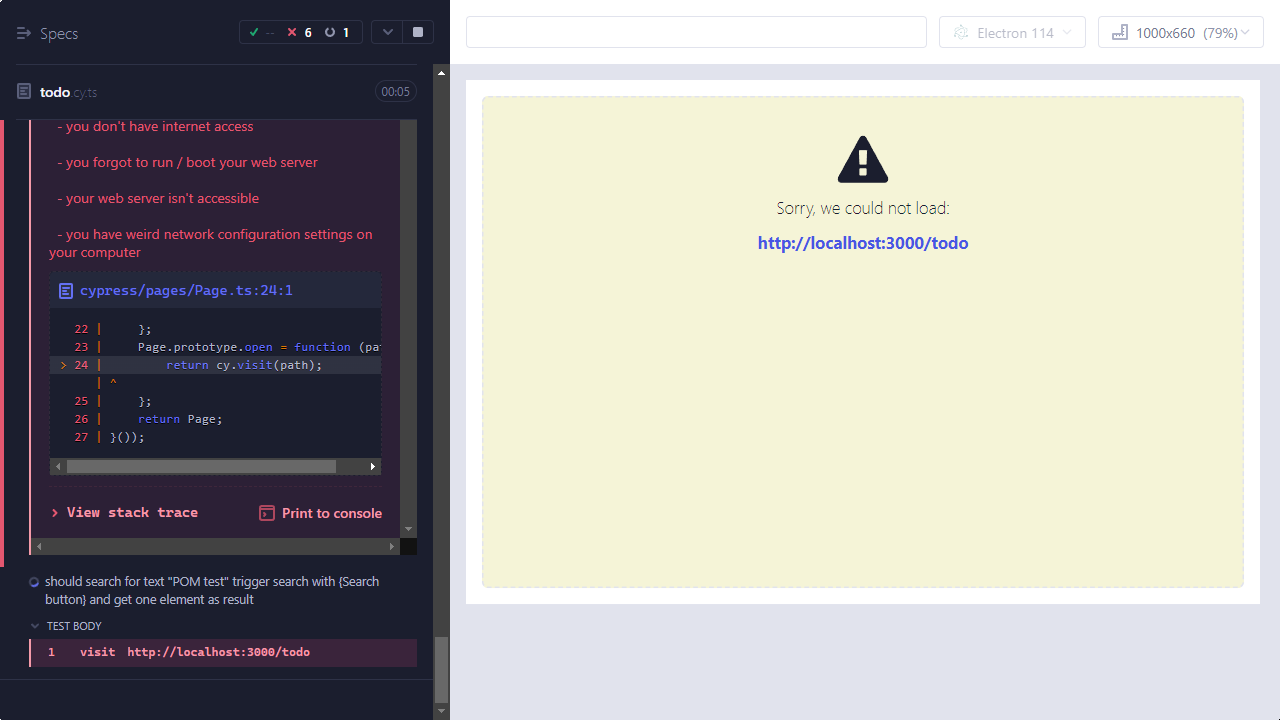 Specs
-- 6 1
todo.cy.ts 00:05
- you don't have internet access
- you forgot to run / boot your web server
- your web server isn't accessible
- you have weird network configuration settings on
your computer
cypress/pages/Page.ts:24:1
22 | };
23 | Page.prototype.open = function (pa
> 24 | return cy.visit(path);
| ^
25 | };
26 | return Page;
27 | }());
View stack trace Print to console
should search for text "POM test" trigger search with {Search
button} and get one element as result
TEST BODY
1 visit http://localhost:3000/todo
Electron 114
1000x660 (79%)
Sorry, we could not load:
http://localhost:3000/todo